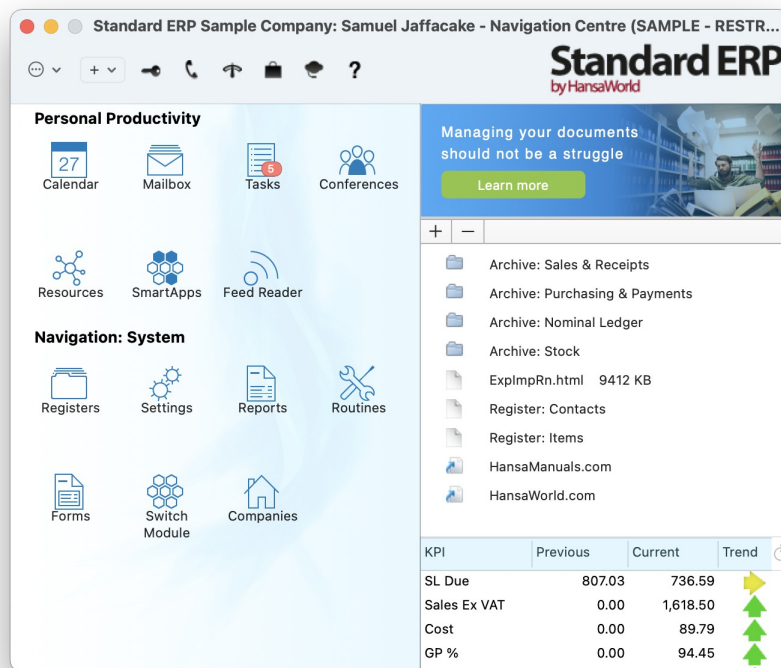 Standard ERP Sample Company: Samuel Jaffacake - Navigation Centre (SAMPLE - RESTR...
+
?
Standard ERP
by HansaWorld
Personal Productivity
27
5
Calendar Mailbox Tasks Conferences
Resources SmartApps Feed Reader
Navigation: System
Registers Settings Reports Routines
Forms Switch Module Companies
Managing your documents
should not be a struggle
Learn more
+ −
Archive: Sales & Receipts
Archive: Purchasing & Payments
Archive: Nominal Ledger
Archive: Stock
ExpImpRn.html 9412 KB
Register: Contacts
Register: Items
HansaManuals.com
HansaWorld.com
KPI Previous Current Trend
SL Due 807.03 736.59
Sales Ex VAT 0.00 1,618.50
Cost 0.00 89.79
GP % 0.00 94.45